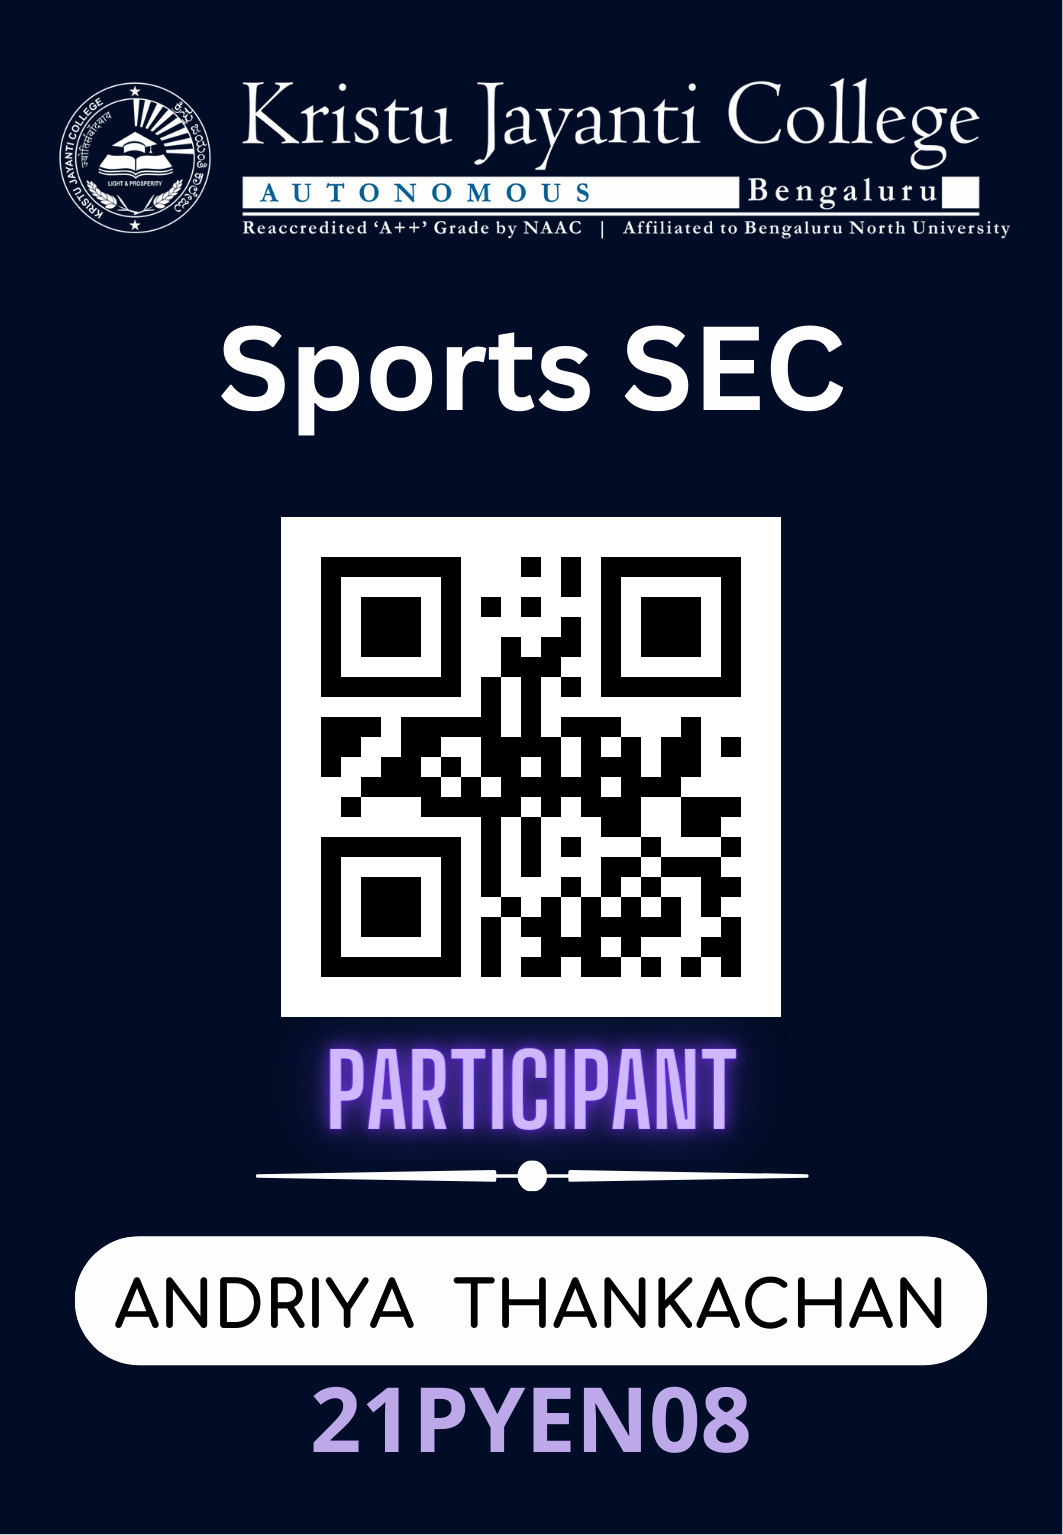 Kristu Jayanti College
AUTONOMOUS Bengaluru
Reaccredited ‘A++’ Grade by NAAC | Affiliated to Bengaluru North University
KRISTU JAYANTI COLLEGE
LIGHT & PROSPERITY
Sports SEC
PARTICIPANT
ANDRIYA THANKACHAN
21PYEN08